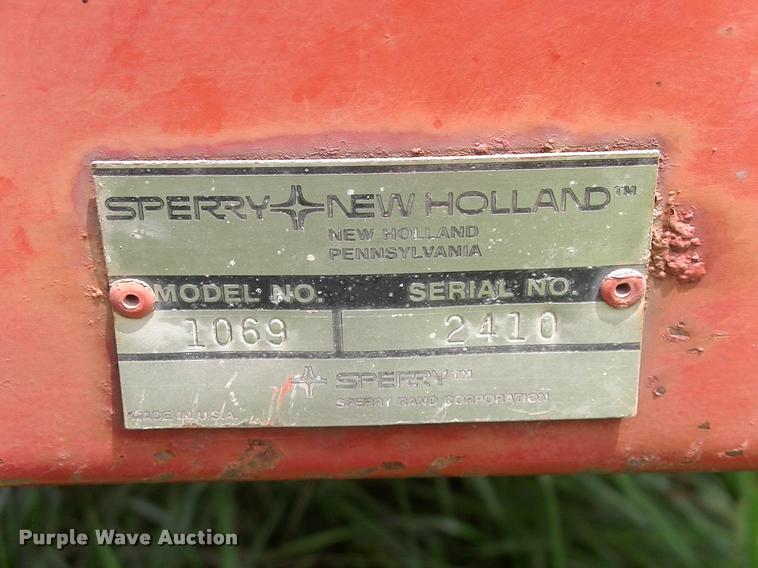 SPERRY NEW HOLLAND™
NEW HOLLAND
PENNSYLVANIA
MODEL NO. SERIAL NO.
1069 2410
SPERRY™
SPERRY RAND CORPORATION
MADE IN U.S.A.
Purple Wave Auction